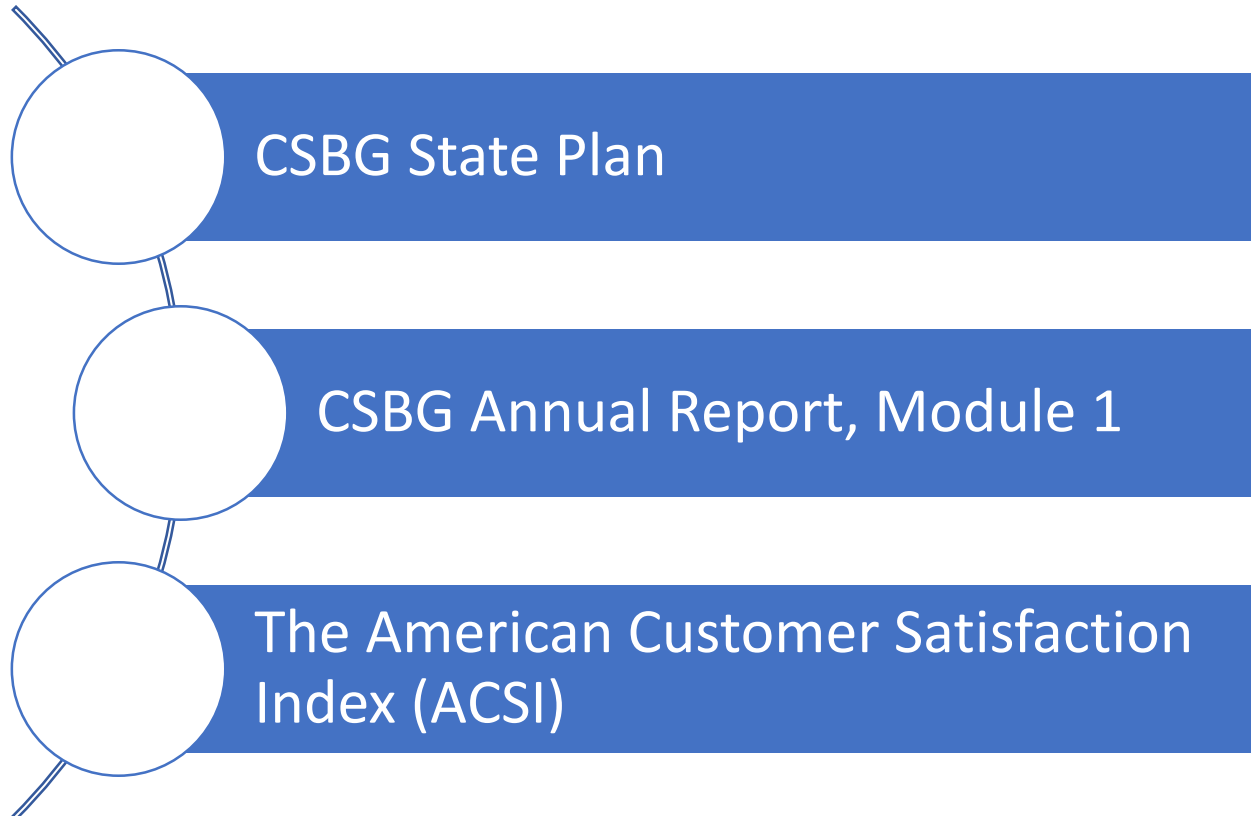 CSBG State Plan
CSBG Annual Report, Module 1
The American Customer Satisfaction
Index (ACSI)